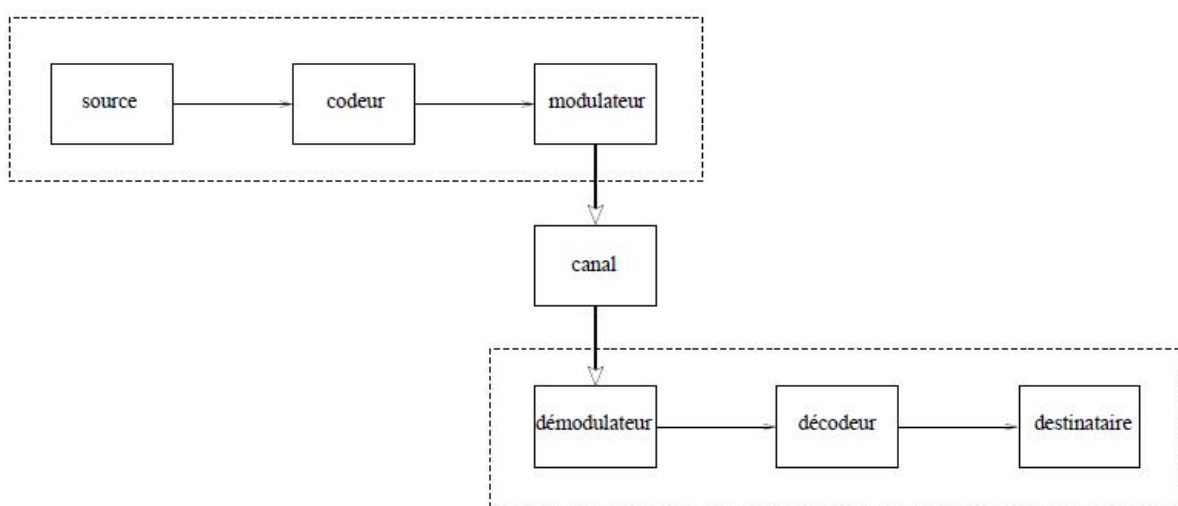 source
codeur
modulateur
canal
démodulateur
décodeur
destinataire